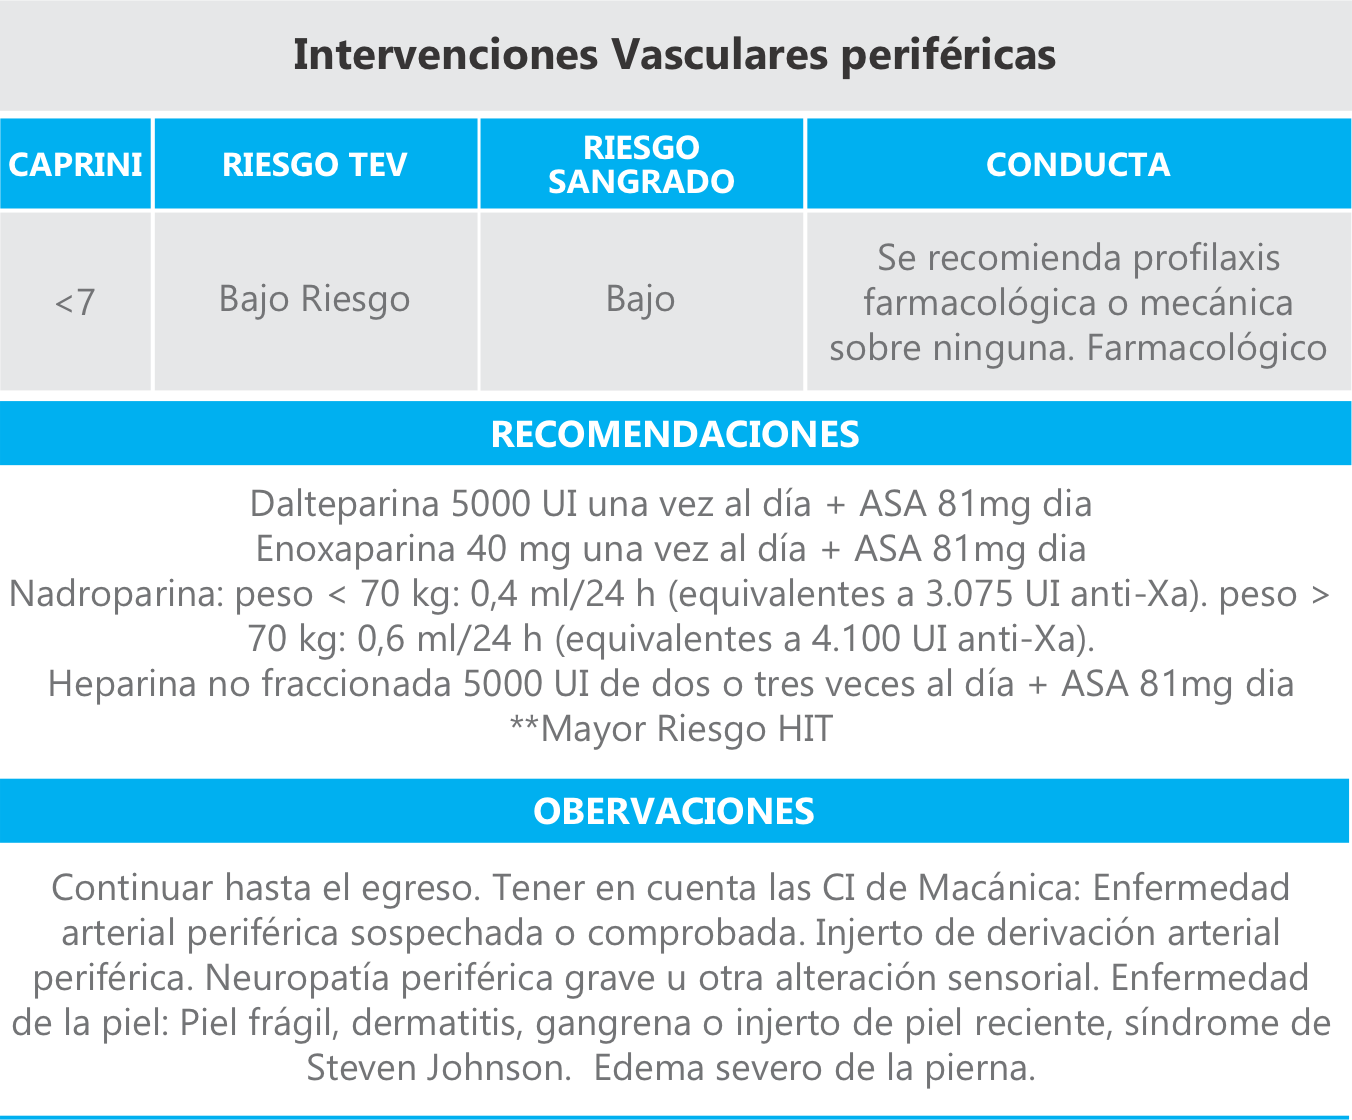 Intervenciones Vasculares periféricas
CAPRINI
RIESGO TEV
RIESGO
SANGRADO
CONDUCTA
<7
Bajo Riesgo
Bajo
Se recomienda profilaxis
farmacológica o mecánica
sobre ninguna. Farmacológico
RECOMENDACIONES
Dalteparina 5000 UI una vez al día + ASA 81mg dia
Enoxaparina 40 mg una vez al día + ASA 81mg dia
Nadroparina: peso < 70 kg: 0,4 ml/24 h (equivalentes a 3.075 UI anti-Xa). peso >
70 kg: 0,6 ml/24 h (equivalentes a 4.100 UI anti-Xa).
Heparina no fraccionada 5000 UI de dos o tres veces al día + ASA 81mg dia
**Mayor Riesgo HIT
OBERVACIONES
Continuar hasta el egreso. Tener en cuenta las CI de Macánica: Enfermedad
arterial periférica sospechada o comprobada. Injerto de derivación arterial
periférica. Neuropatía periférica grave u otra alteración sensorial. Enfermedad
de la piel: Piel frágil, dermatitis, gangrena o injerto de piel reciente, síndrome de
Steven Johnson.  Edema severo de la pierna.